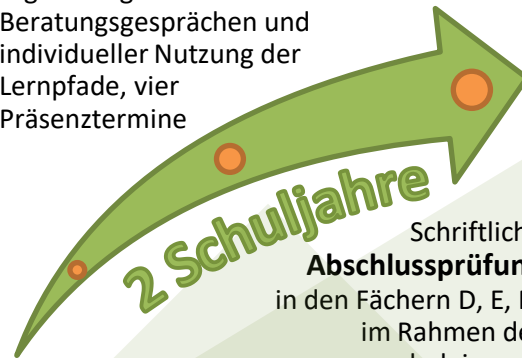 Beratungsgesprächen und
individueller Nutzung der
Lernpfade, vier
Präsenztermine
2 Schuljahre
Schriftlich
Abschlussprüfun
in den Fächern D, E,
im Rahmen de